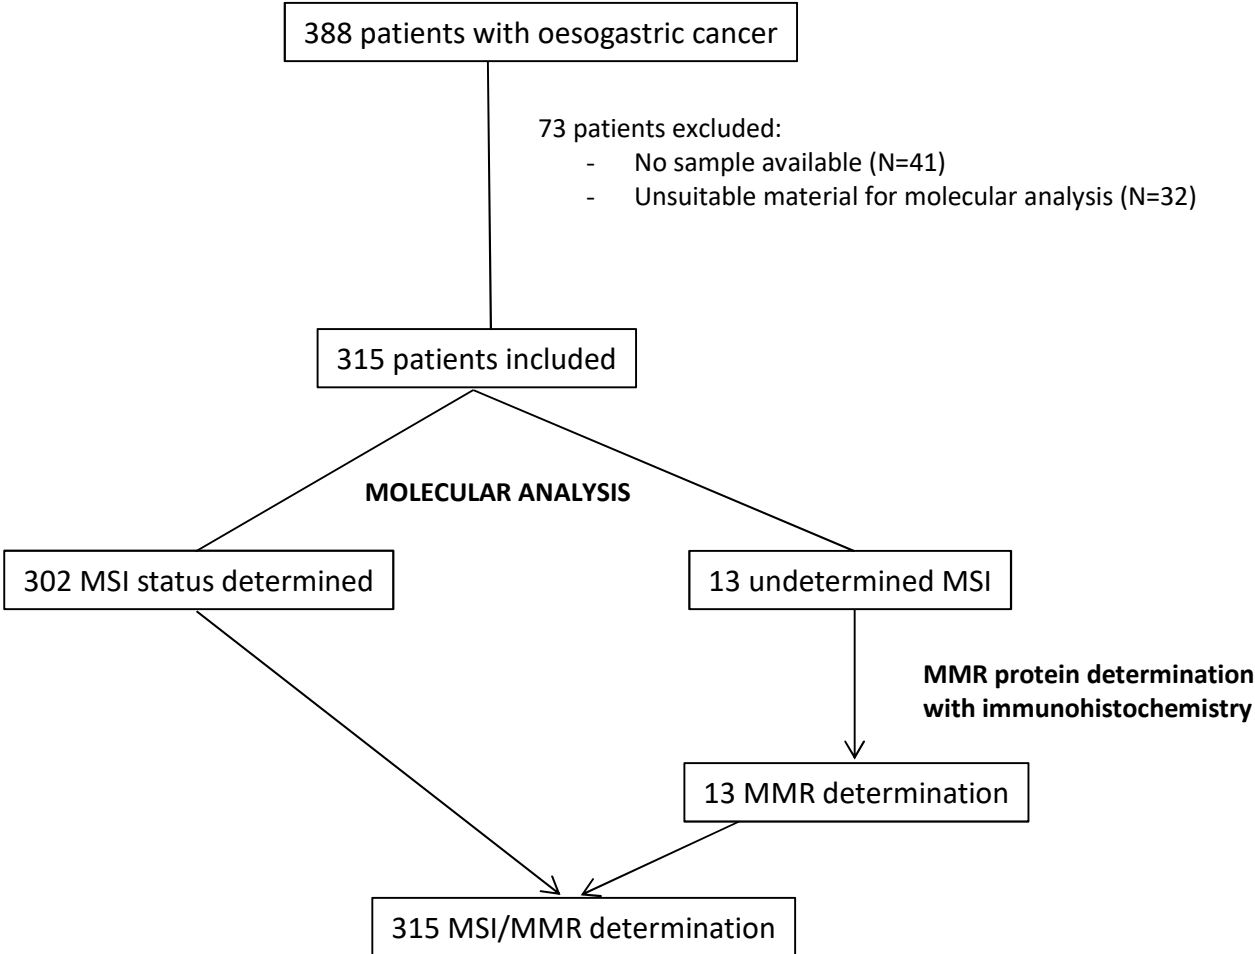 388 patients with oesogastric cancer
73 patients excluded:
- No sample available (N=41)
- Unsuitable material for molecular analysis (N=32)
315 patients included
MOLECULAR ANALYSIS
302 MSI status determined
13 undetermined MSI
MMR protein determination
with immunohistochemistry
13 MMR determination
315 MSI/MMR determination